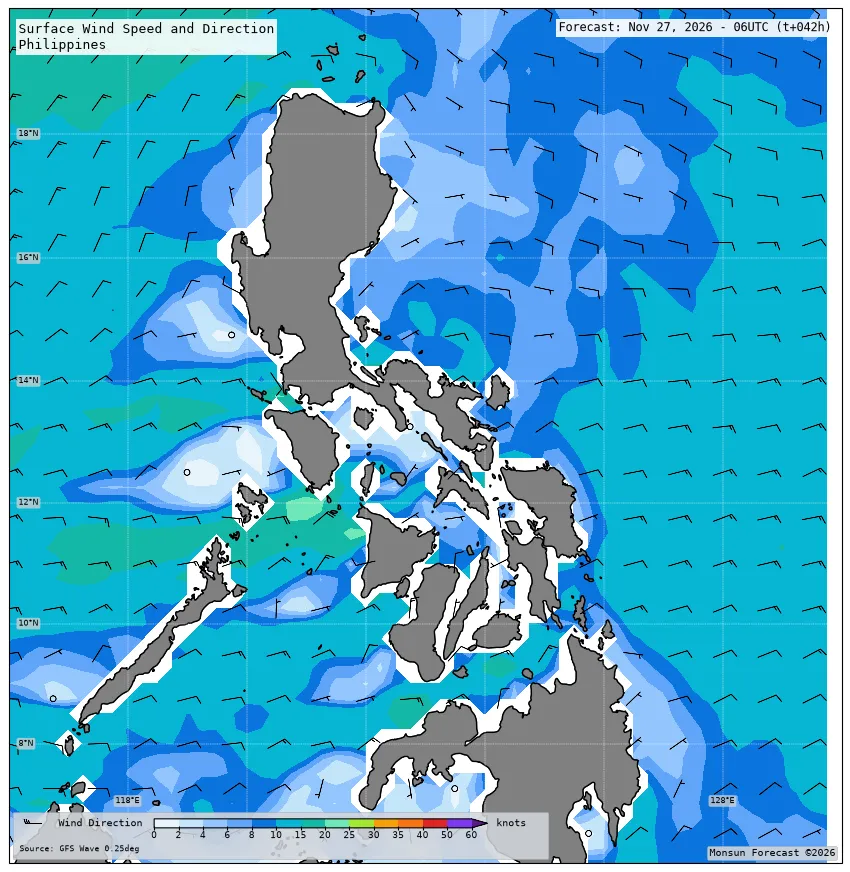 Surface Wind Speed and Direction
Philippines
Forecast: Nov 27, 2026 - 06UTC (t+042h)
18°N
16°N
14°N
12°N
10°N
8°N
118°E
128°E
Wind Direction
0 2 4 6 8 10 15 20 25 30 35 40 50 60 knots
Source: GFS Wave 0.25deg
Monsun Forecast ©2026